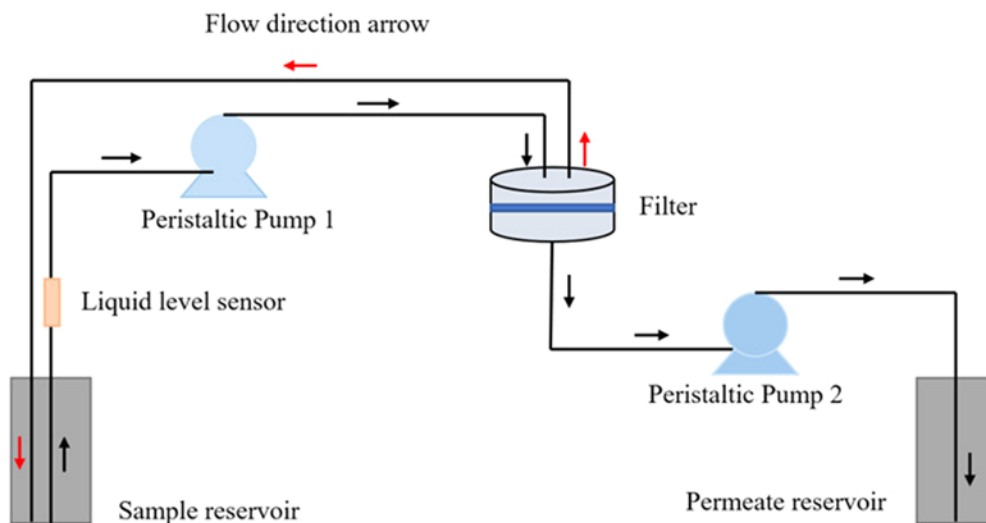 Flow direction arrow
Peristaltic Pump 1
Filter
Liquid level sensor
Peristaltic Pump 2
Sample reservoir
Permeate reservoir